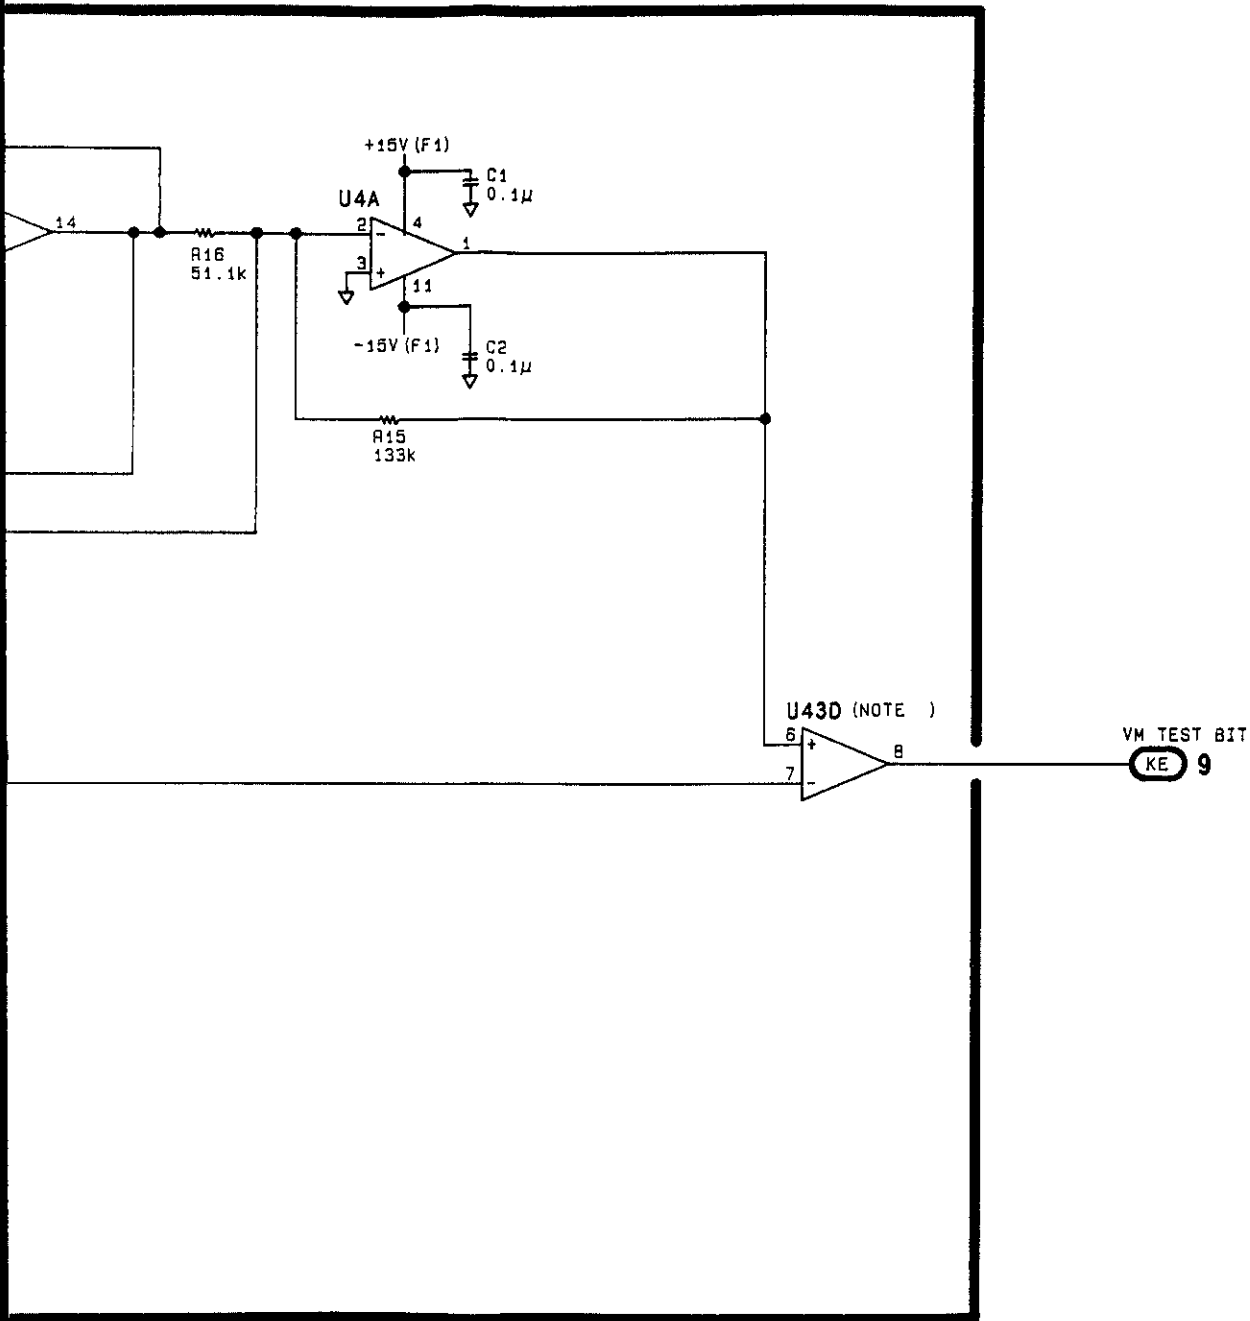 +15V (F1)
C1
0.1µ
U4A
14
2
-
4
1
R16
51.1k
3
+
11
-15V (F1)
C2
0.1µ
R15
133k
U43D (NOTE )
6
+
8
7
-
VM TEST BIT
KE 9